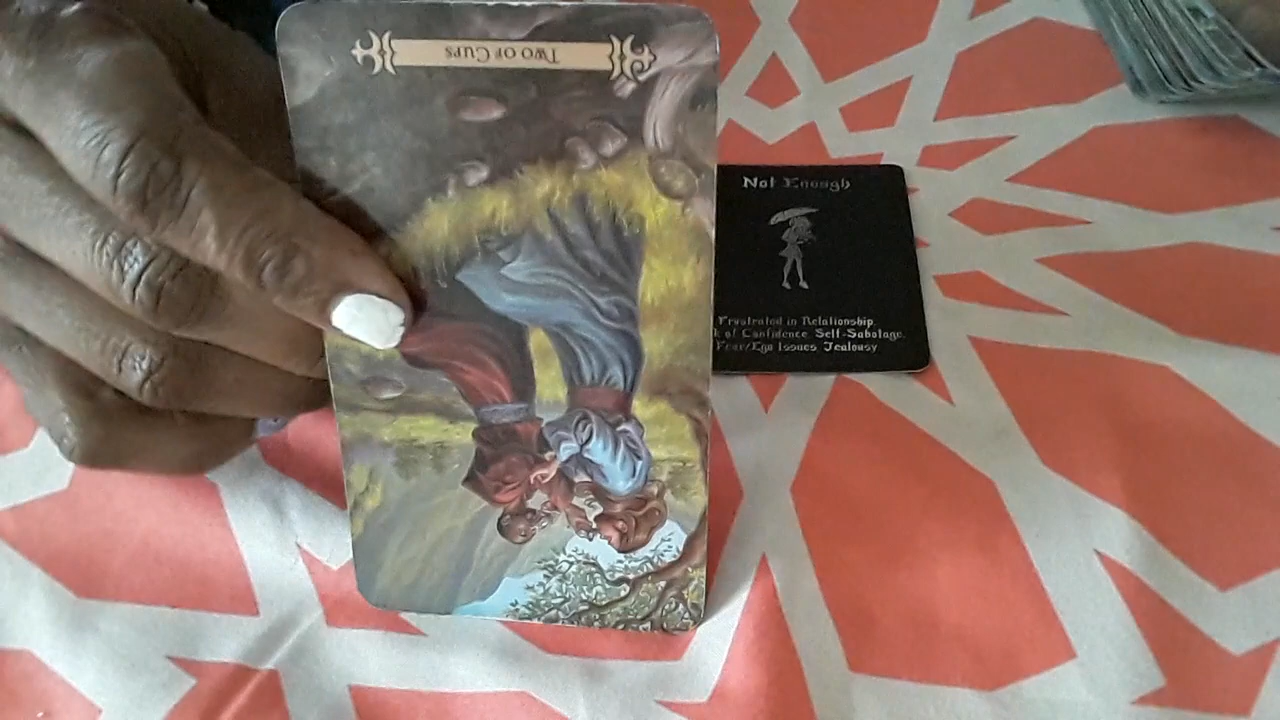 Two of Cups
Not Enough
Frustrated in Relationship,
of Confidence, Self-Sabotage,
Fear/Ego Issues, Jealousy